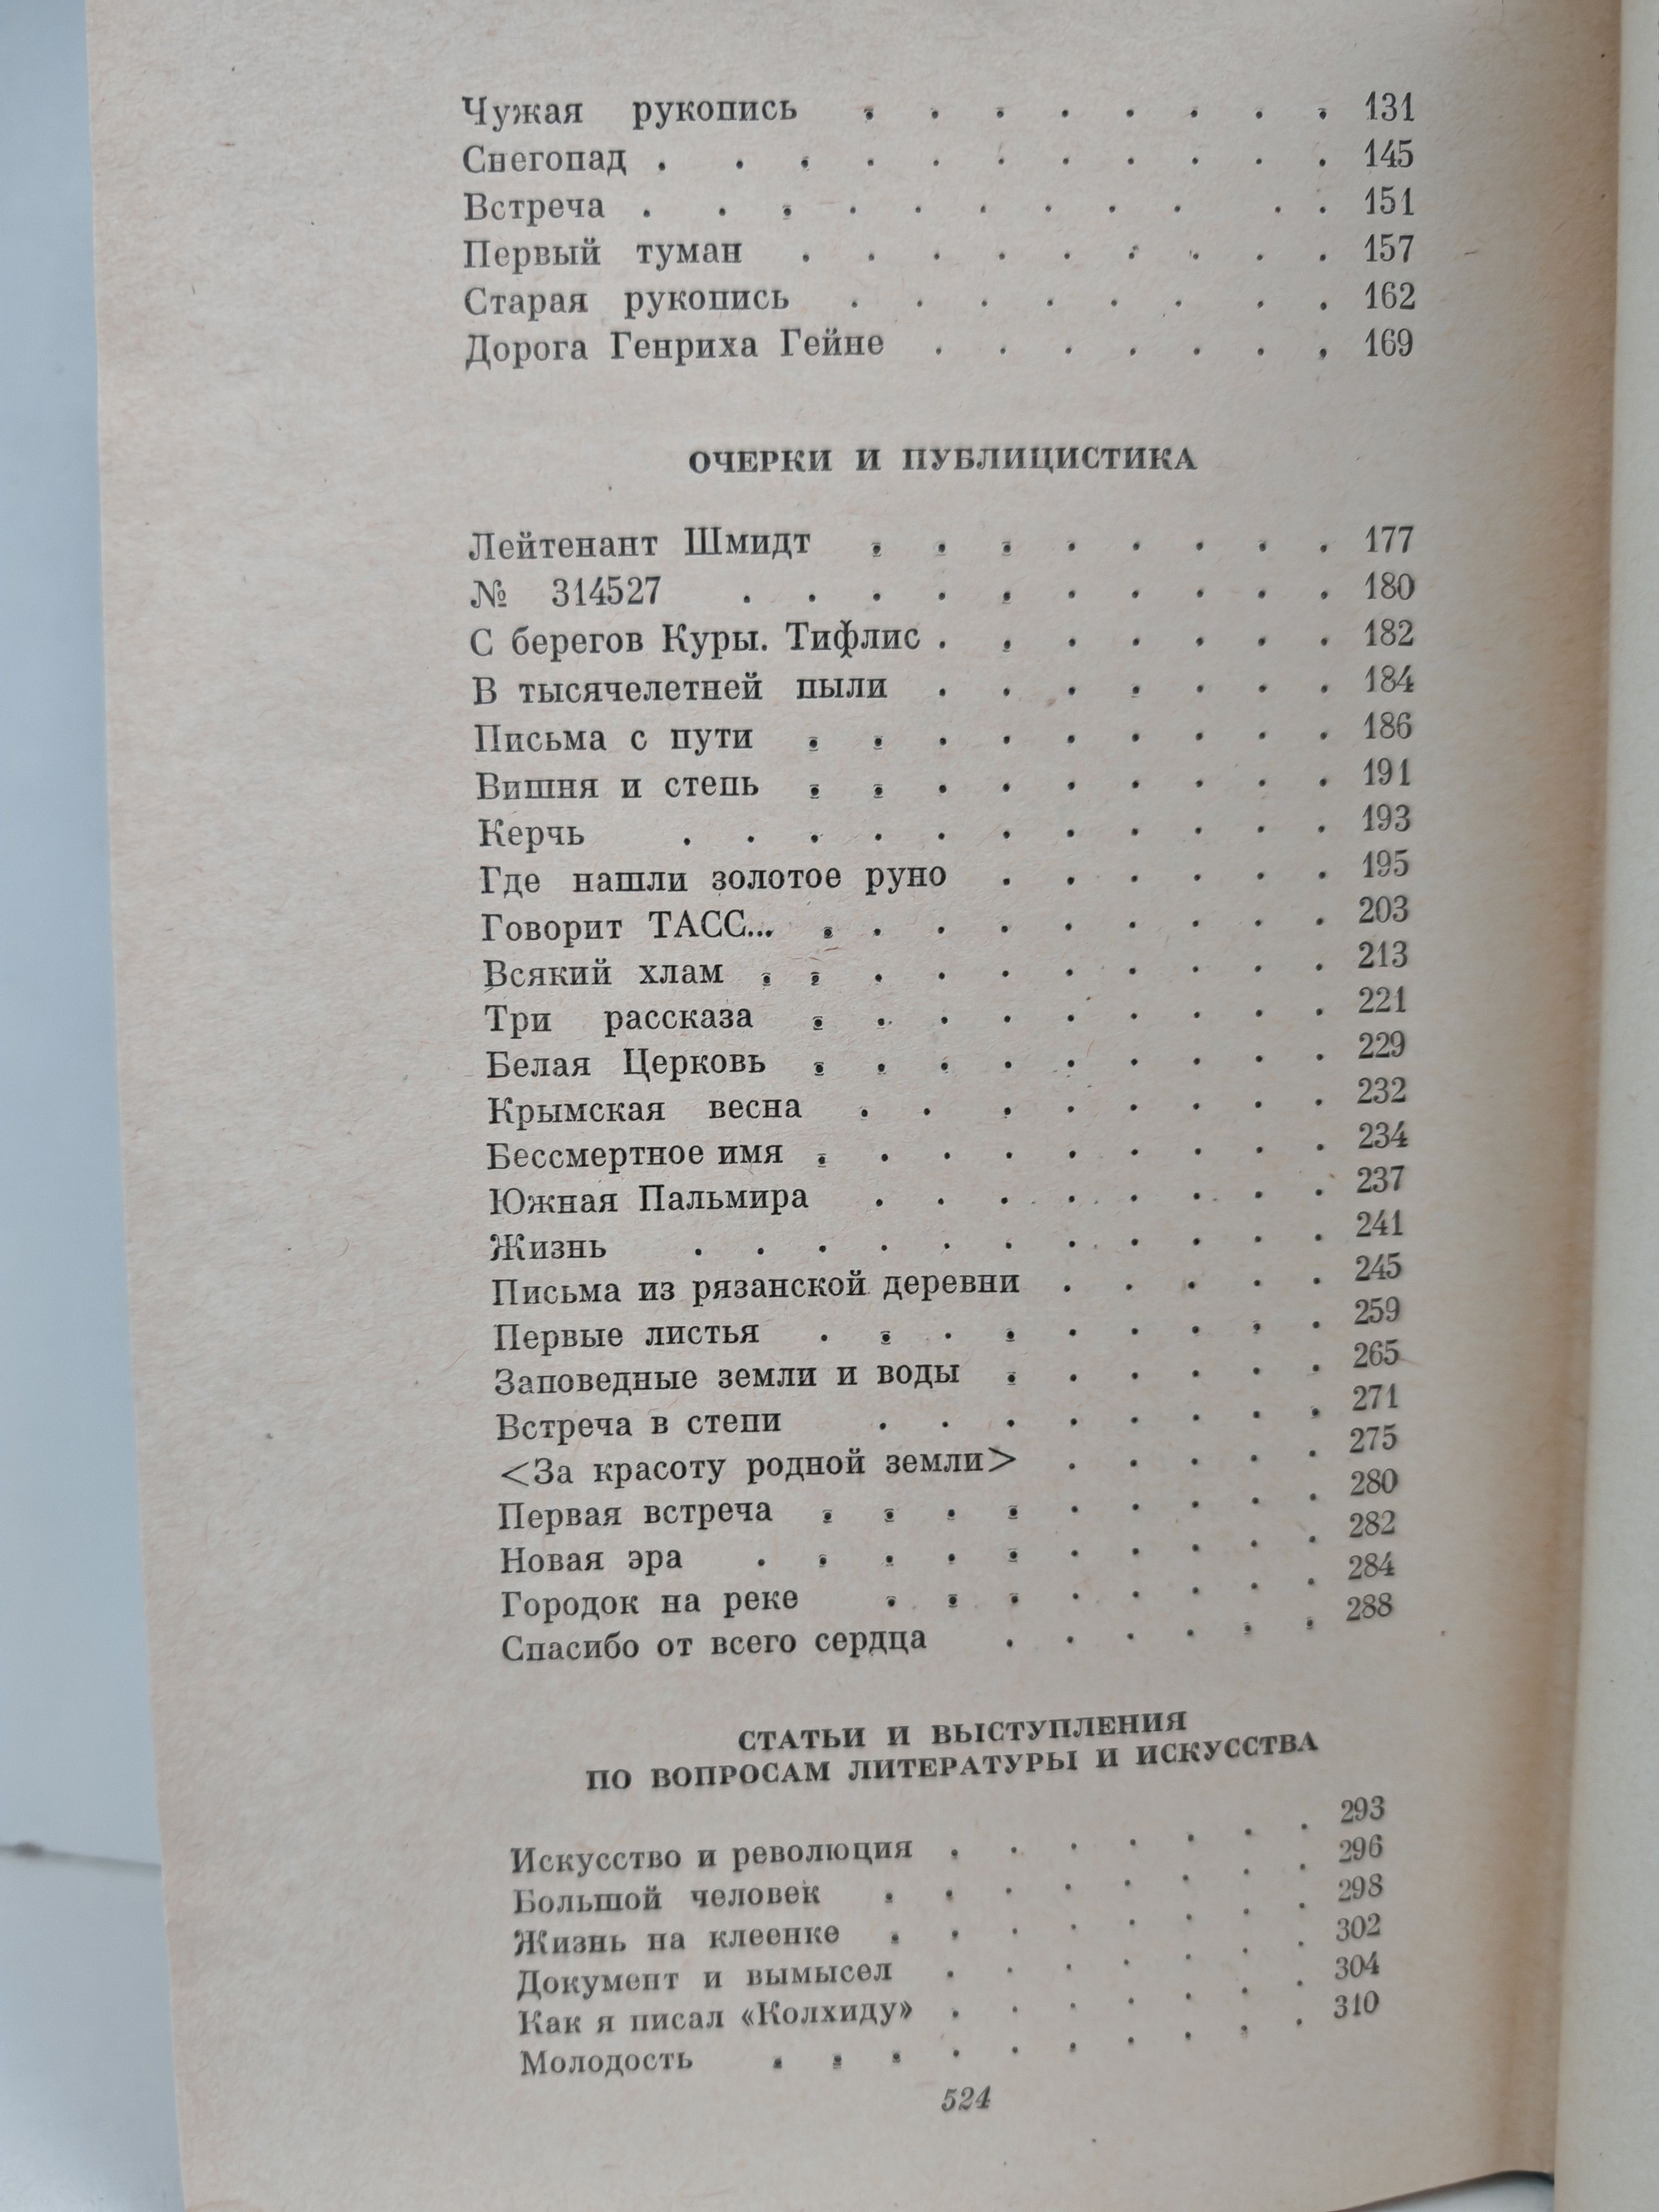 Чужая рукопись . . . . . . . . 131
Снегопад . . . . . . . . . . . 145
Встреча . . . . . . . . . . . 151
Первый туман . . . . . . . . . 157
Старая рукопись . . . . . . . . 162
Дорога Генриха Гейне . . . . . . . 169
ОЧЕРКИ И ПУБЛИЦИСТИКА
Лейтенант Шмидт . . . . . . . . 177
№ 314527 . . . . . . . . . . 180
С берегов Куры. Тифлис . . . . . . . 182
В тысячелетней пыли . . . . . . . 184
Письма с пути . . . . . . . . . 186
Вишня и степь . . . . . . . . . 191
Керчь . . . . . . . . . . . 193
Где нашли золотое руно . . . . . . 195
Говорит ТАСС... . . . . . . . . . 203
Всякий хлам . . . . . . . . . . 213
Три рассказа . . . . . . . . . 221
Белая Церковь . . . . . . . . . 229
Крымская весна . . . . . . . . 232
Бессмертное имя . . . . . . . . . 234
Южная Пальмира . . . . . . . . 237
Жизнь . . . . . . . . . . . 241
Письма из рязанской деревни . . . . . 245
Первые листья . . . . . . . . . 259
Заповедные земли и воды . . . . . . 265
Встреча в степи . . . . . . . . 271
<За красоту родной земли> . . . . . 275
Первая встреча . . . . . . . . . 280
Новая эра . . . . . . . . . . 282
Городок на реке . . . . . . . . 284
Спасибо от всего сердца . . . . . . 288
СТАТЬИ И ВЫСТУПЛЕНИЯ
ПО ВОПРОСАМ ЛИТЕРАТУРЫ И ИСКУССТВА
Искусство и революция . . . . . . . 293
Большой человек . . . . . . . . 296
Жизнь на клеенке . . . . . . . . 298
Документ и вымысел . . . . . . . 302
Как я писал «Колхиду» . . . . . . . 304
Молодость . . . . . . . . . . 310
524